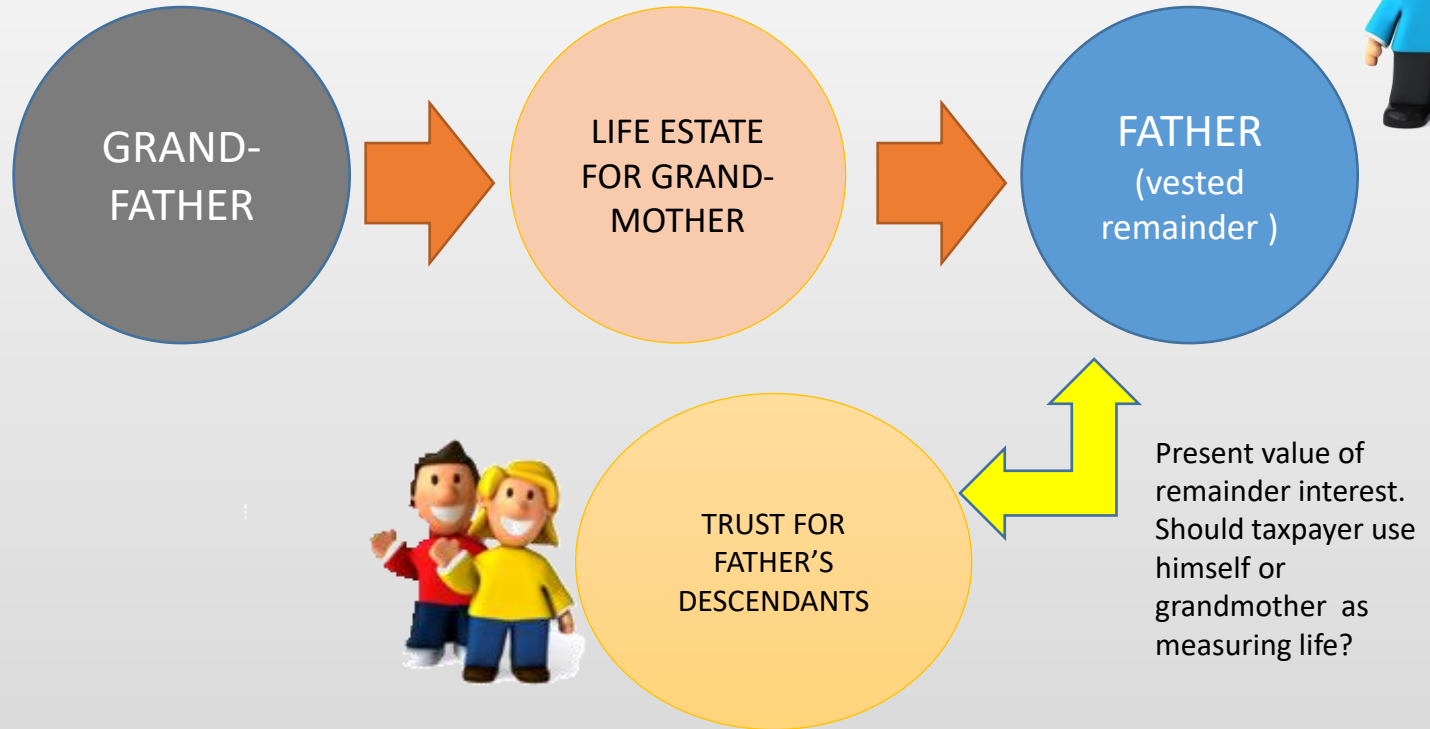 GRAND-
FATHER
LIFE ESTATE
FOR GRAND-
MOTHER
FATHER
(vested
remainder )
TRUST FOR
FATHER'S
DESCENDANTS
Present value of
remainder interest.
Should taxpayer use
himself or
grandmother as
measuring life?